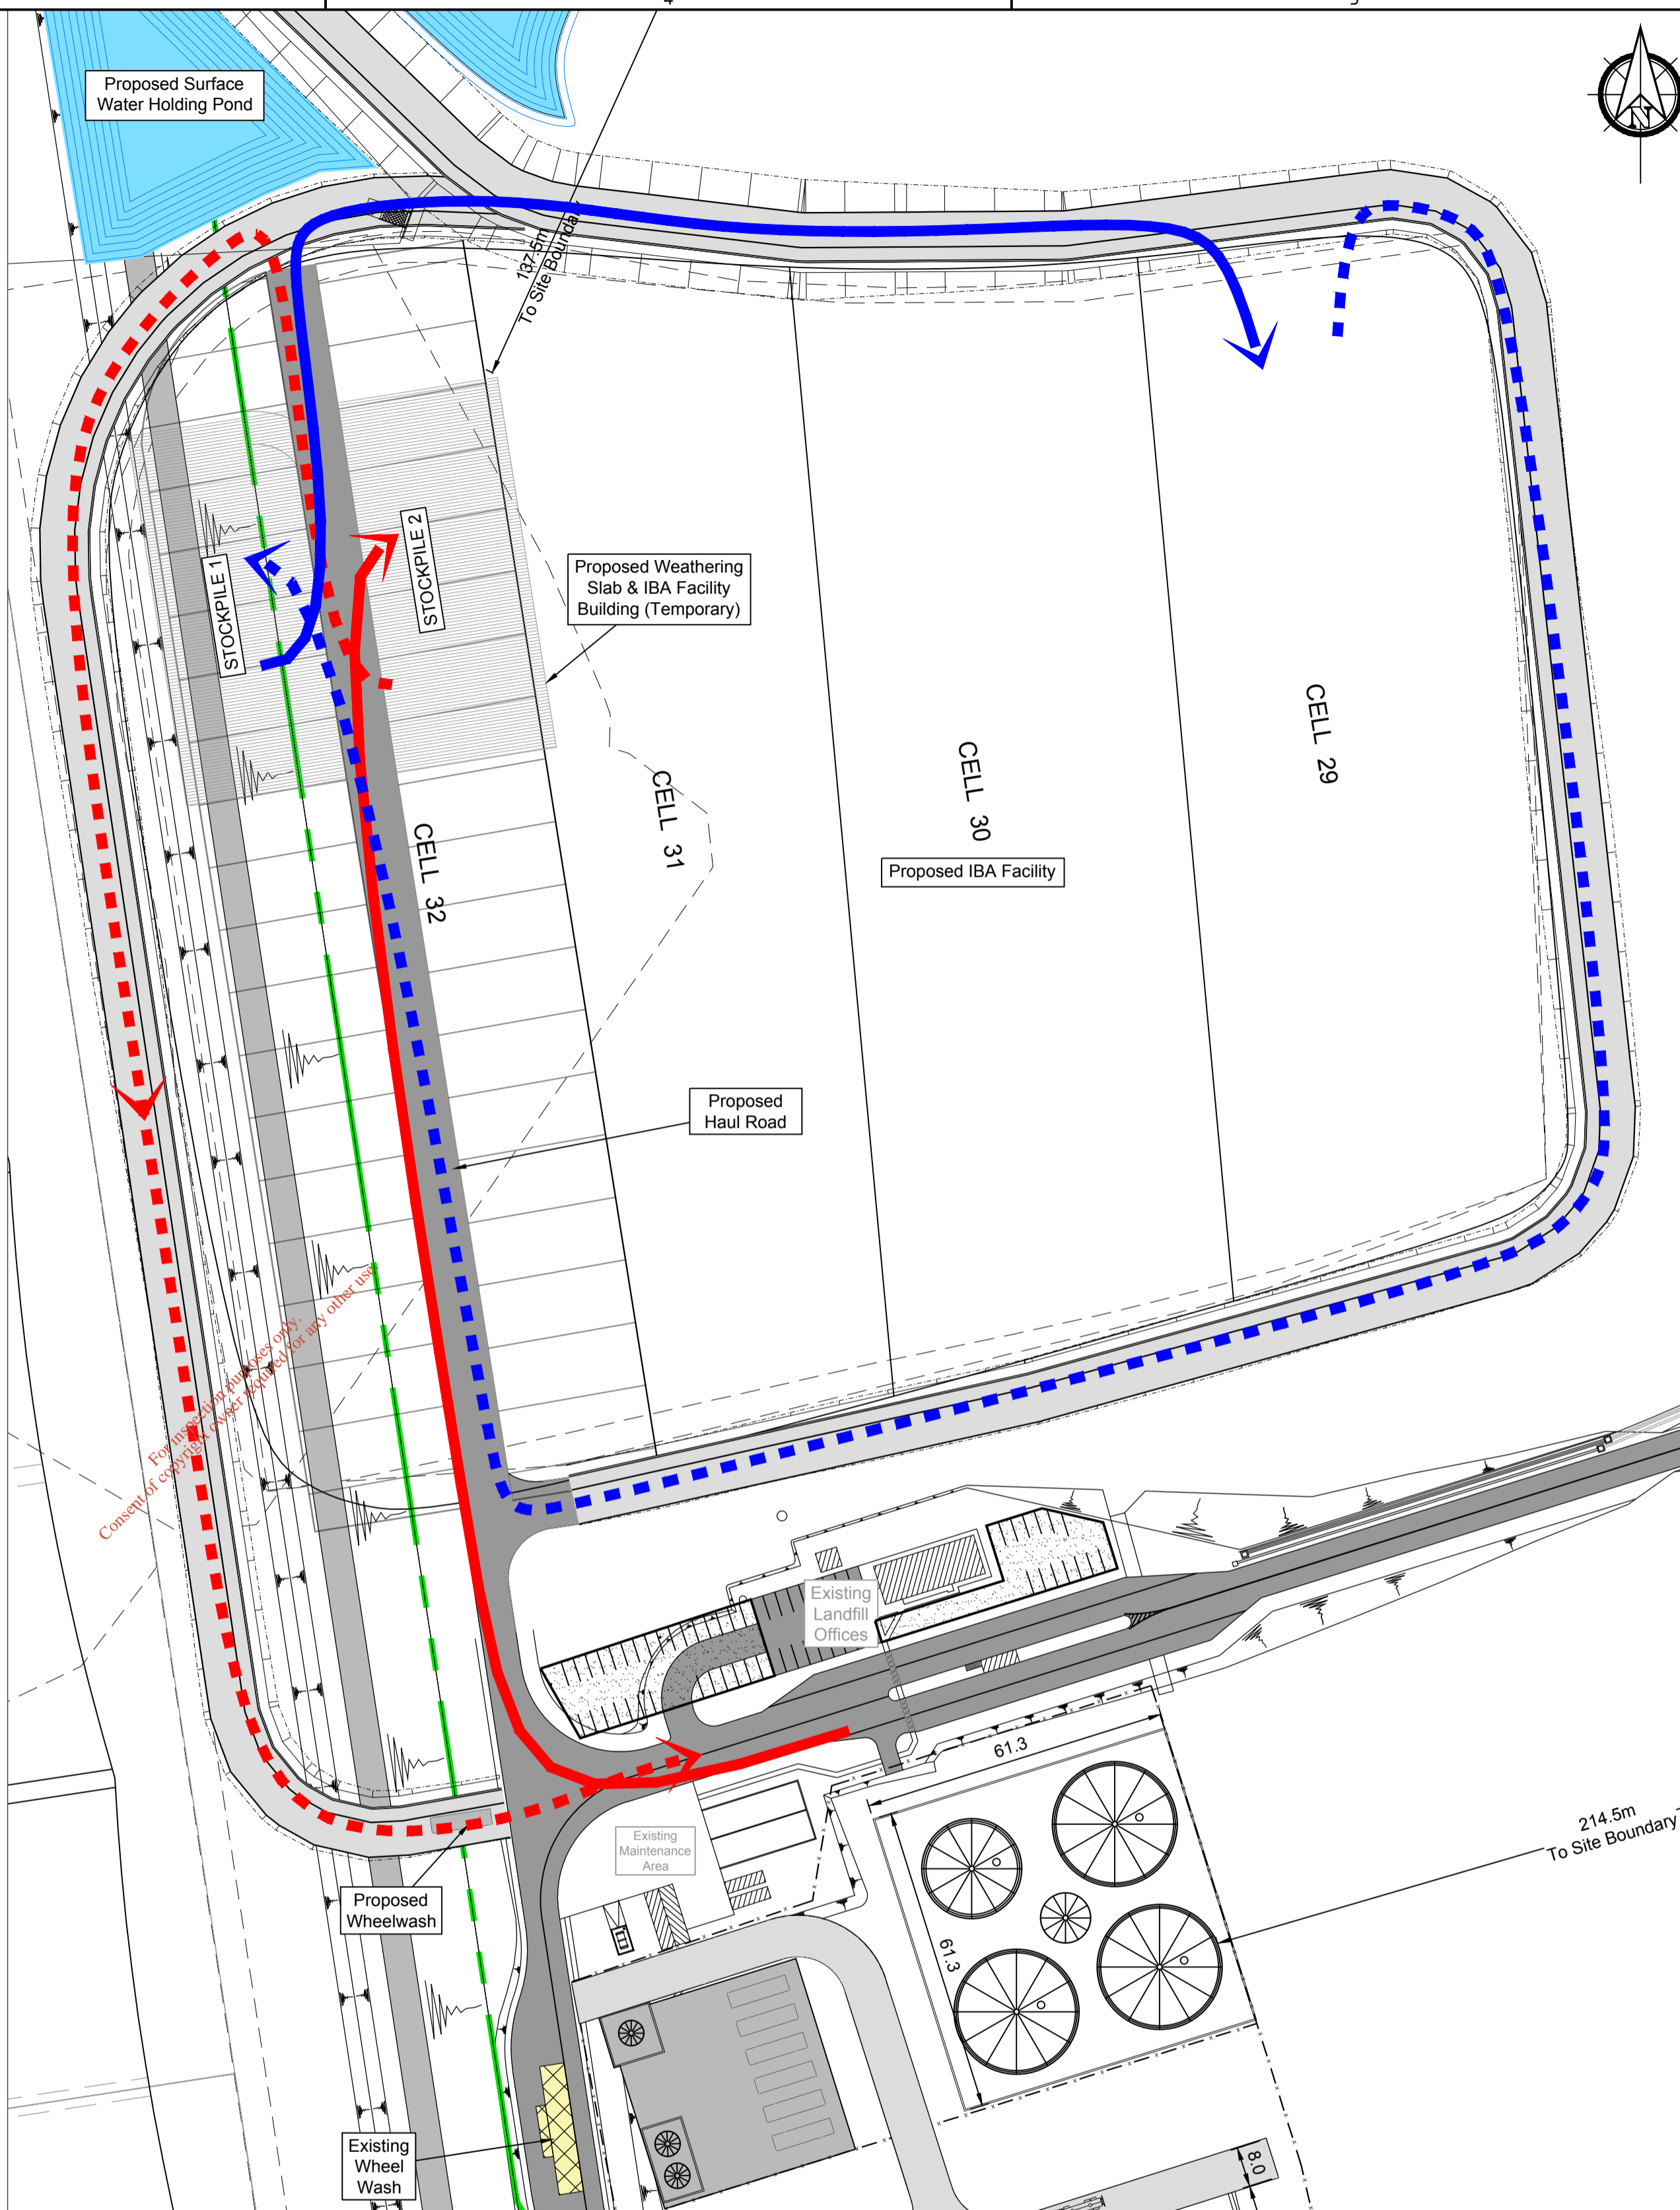 4
Proposed Surface
Water Holding Pond
N
137.5m
To Site Boundary
STOCKPILE 1
STOCKPILE 2
Proposed Weathering
Slab & IBA Facility
Building (Temporary)
CELL 29
CELL 30
CELL 31
CELL 32
Proposed IBA Facility
Proposed
Haul Road
For inspection purposes only.
Consent of copyright owner required for any other use.
Existing
Landfill
Offices
61.3
61.3
214.5m
To Site Boundary
Existing
Maintenance
Area
Proposed
Wheelwash
Existing
Wheel
Wash
8.0